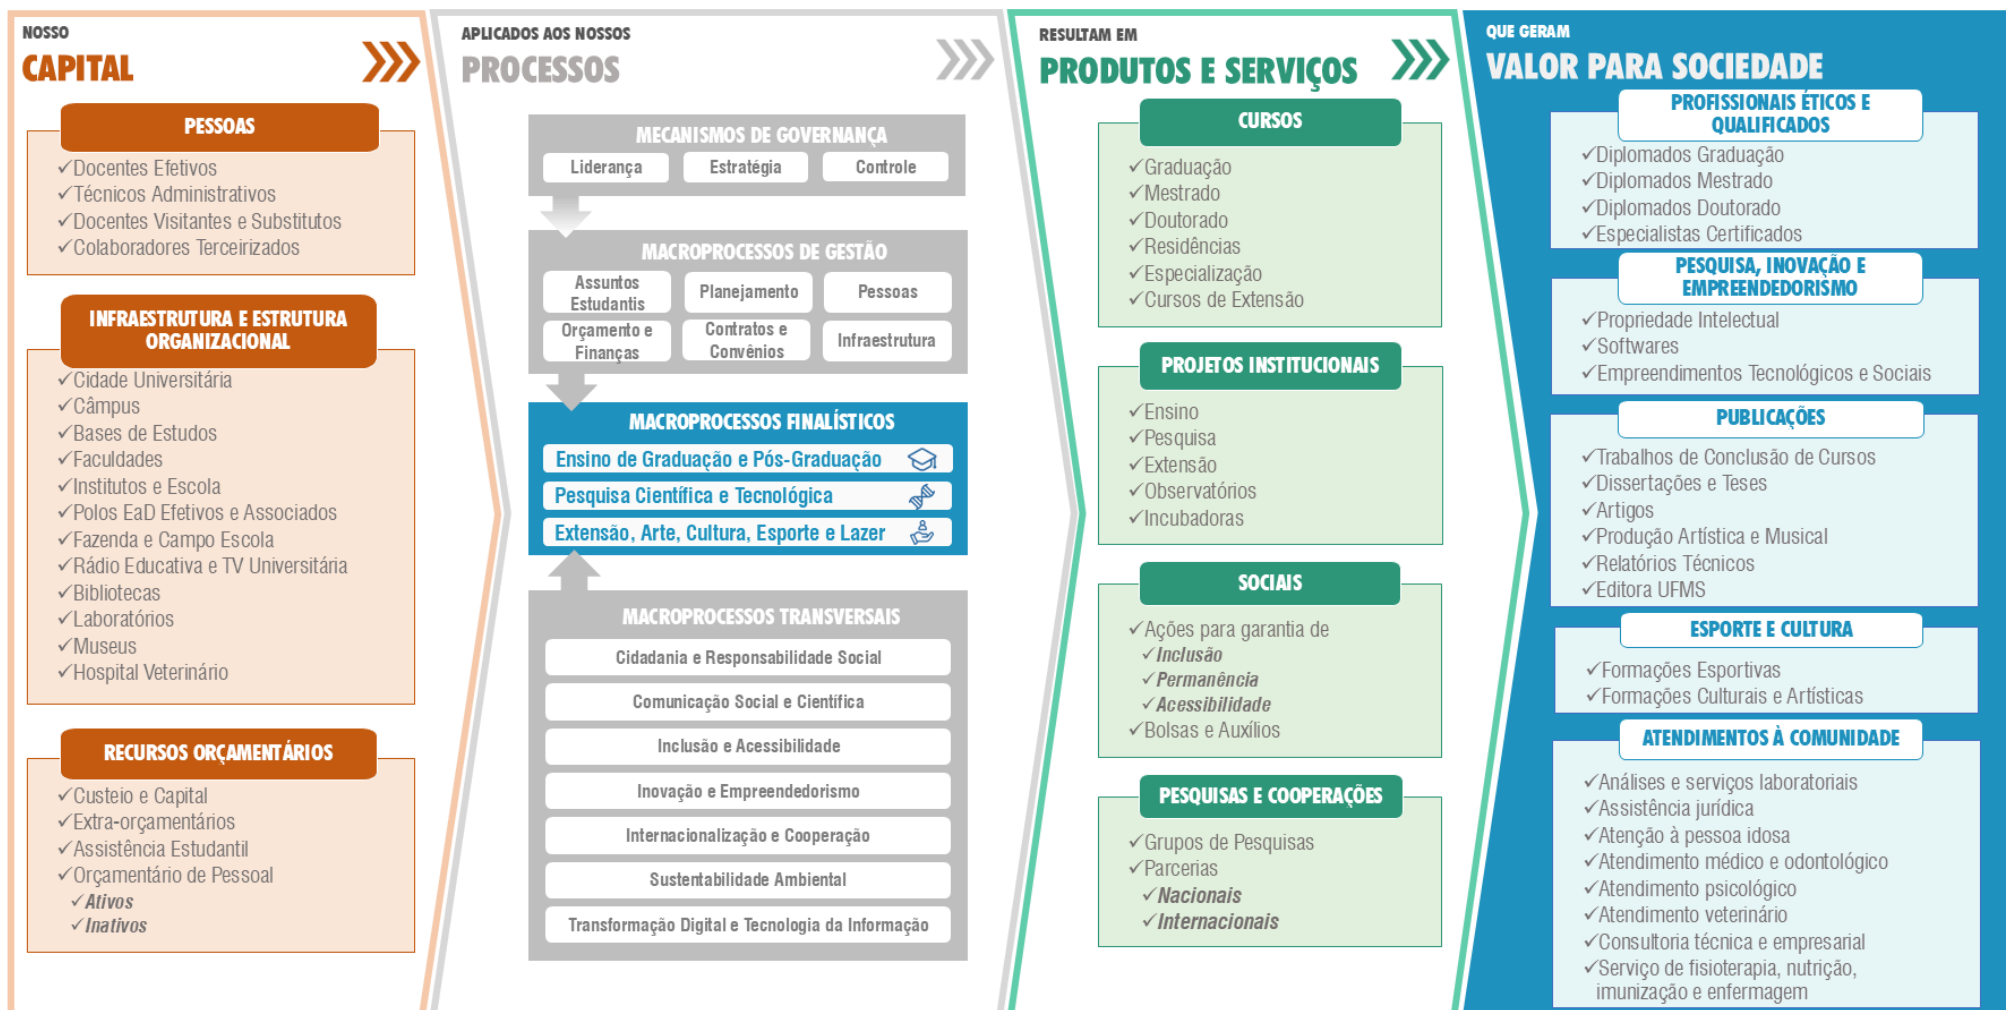 NOSSO
CAPITAL
PESSOAS
✓Docentes Efetivos
✓Técnicos Administrativos
✓Docentes Visitantes e Substitutos
✓Colaboradores Terceirizados
INFRAESTRUTURA E ESTRUTURA
ORGANIZACIONAL
✓Cidade Universitária
✓Câmpus
✓Bases de Estudos
✓Faculdades
✓Institutos e Escola
✓Polos EaD Efetivos e Associados
✓Fazenda e Campo Escola
✓Rádio Educativa e TV Universitária
✓Bibliotecas
✓Laboratórios
✓Museus
✓Hospital Veterinário
RECURSOS ORÇAMENTÁRIOS
✓Custeio e Capital
✓Extra-orçamentários
✓Assistência Estudantil
✓Orçamentário de Pessoal
✓Ativos
✓Inativos
APLICADOS AOS NOSSOS
PROCESSOS
MECANISMOS DE GOVERNANÇA
Liderança
Estratégia
Controle
MACROPROCESSOS DE GESTÃO
Assuntos
Estudantis
Planejamento
Pessoas
Orçamento e
Finanças
Contratos e
Convênios
Infraestrutura
MACROPROCESSOS FINALÍSTICOS
Ensino de Graduação e Pós-Graduação
Pesquisa Científica e Tecnológica
Extensão, Arte, Cultura, Esporte e Lazer
MACROPROCESSOS TRANSVERSAIS
Cidadania e Responsabilidade Social
Comunicação Social e Científica
Inclusão e Acessibilidade
Inovação e Empreendedorismo
Internacionalização e Cooperação
Sustentabilidade Ambiental
Transformação Digital e Tecnologia da Informação
RESULTAM EM
PRODUTOS E SERVIÇOS
CURSOS
✓Graduação
✓Mestrado
✓Doutorado
✓Residências
✓Especialização
✓Cursos de Extensão
PROJETOS INSTITUCIONAIS
✓Ensino
✓Pesquisa
✓Extensão
✓Observatórios
✓Incubadoras
SOCIAIS
✓Ações para garantia de
✓Inclusão
✓Permanência
✓Acessibilidade
✓Bolsas e Auxílios
PESQUISAS E COOPERAÇÕES
✓Grupos de Pesquisas
✓Parcerias
✓Nacionais
✓Internacionais
QUE GERAM
VALOR PARA SOCIEDADE
PROFISSIONAIS ÉTICOS E
QUALIFICADOS
✓Diplomados Graduação
✓Diplomados Mestrado
✓Diplomados Doutorado
✓Especialistas Certificados
PESQUISA, INOVAÇÃO E
EMPREENDEDORISMO
✓Propriedade Intelectual
✓Softwares
✓Empreendimentos Tecnológicos e Sociais
PUBLICAÇÕES
✓Trabalhos de Conclusão de Cursos
✓Dissertações e Teses
✓Artigos
✓Produção Artística e Musical
✓Relatórios Técnicos
✓Editora UFMS
ESPORTE E CULTURA
✓Formações Esportivas
✓Formações Culturais e Artísticas
ATENDIMENTOS À COMUNIDADE
✓Análises e serviços laboratoriais
✓Assistência jurídica
✓Atenção à pessoa idosa
✓Atendimento médico e odontológico
✓Atendimento psicológico
✓Atendimento veterinário
✓Consultoria técnica e empresarial
✓Serviço de fisioterapia, nutrição,
imunização e enfermagem